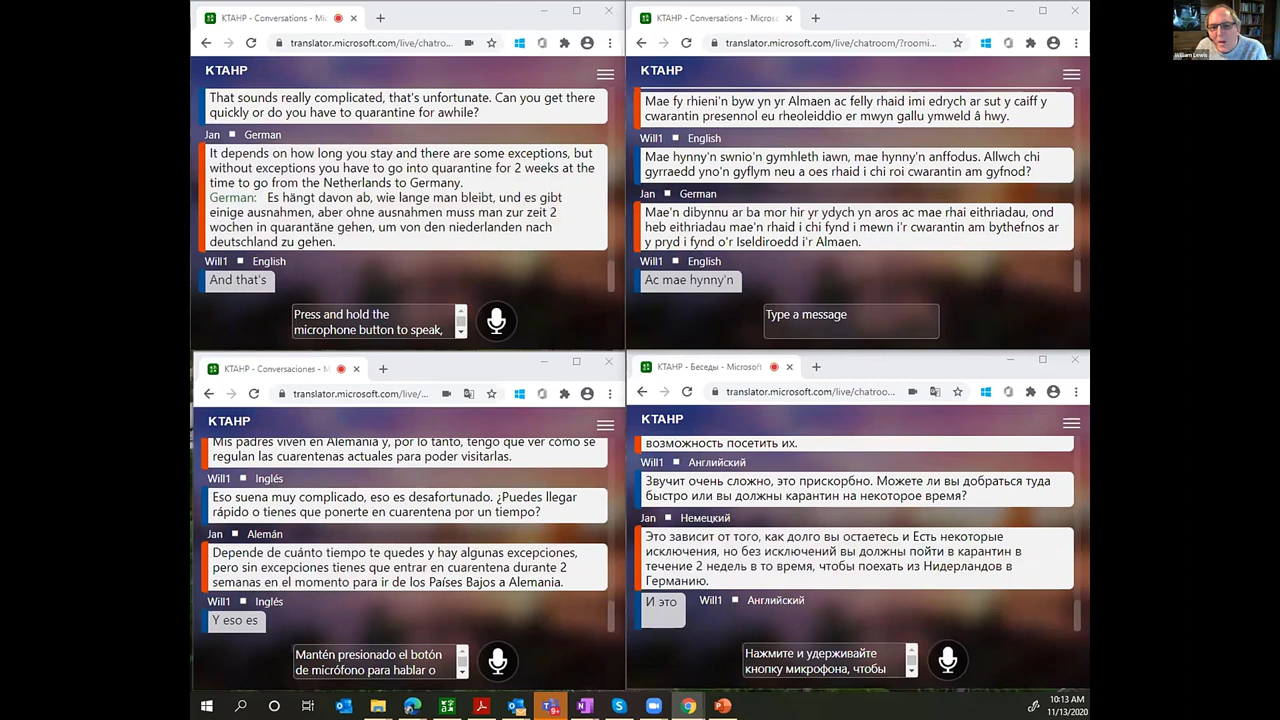 KTAHP - Conversations - Mic
translator.microsoft.com/live/chatro...
KTAHP
That sounds really complicated, that's unfortunate. Can you get there
quickly or do you have to quarantine for awhile?
Jan German
It depends on how long you stay and there are some exceptions, but
without exceptions you have to go into quarantine for 2 weeks at the
time to go from the Netherlands to Germany.
German: Es hängt davon ab, wie lange man bleibt, und es gibt
einige ausnahmen, aber ohne ausnahmen muss man zur zeit 2
wochen in quarantäne gehen, um von den niederlanden nach
deutschland zu gehen.
Will1 English
And that's
Press and hold the
microphone button to speak,
KTAHP - Conversations - Microso
translator.microsoft.com/live/chatroom/?roomi...
KTAHP
Mae fy rhieni'n byw yn yr Almaen ac felly rhaid imi edrych ar sut y caiff y
cwarantin presennol eu rheoleiddio er mwyn gallu ymweld â hwy.
Will1 English
Mae hynny'n swnio'n gymhleth iawn, mae hynny'n anffodus. Allwch chi
gyrraedd yno'n gyflym neu a oes rhaid i chi roi cwarantin am gyfnod?
Jan German
Mae'n dibynnu ar ba mor hir yr ydych yn aros ac mae rhai eithriadau, ond
heb eithriadau mae'n rhaid i chi fynd i mewn i'r cwarantin am bythefnos ar
y pryd i fynd o'r Iseldiroedd i'r Almaen.
Will1 English
Ac mae hynny'n
Type a message
William Lewis
KTAHP - Conversaciones - M
translator.microsoft.com/live/...
KTAHP
Mis padres viven en Alemania y, por lo tanto, tengo que ver cómo se
regulan las cuarentenas actuales para poder visitarlas.
Will1 Inglés
Eso suena muy complicado, eso es desafortunado. ¿Puedes llegar
rápido o tienes que ponerte en cuarentena por un tiempo?
Jan Alemán
Depende de cuánto tiempo te quedes y hay algunas excepciones,
pero sin excepciones tienes que entrar en cuarentena durante 2
semanas en el momento para ir de los Países Bajos a Alemania.
Will1 Inglés
Y eso es
Mantén presionado el botón
de micrófono para hablar o
KTAHP - Беседы - Microsoft
translator.microsoft.com/live/chatroo...
KTAHP
возможность посетить их.
Will1 Английский
Звучит очень сложно, это прискорбно. Можете ли вы добраться туда
быстро или вы должны карантин на некоторое время?
Jan Немецкий
Это зависит от того, как долго вы остаетесь и Есть некоторые
исключения, но без исключений вы должны пойти в карантин в
течение 2 недель в то время, чтобы поехать из Нидерландов в
Германию.
И это Will1 Английский
Нажмите и удерживайте
кнопку микрофона, чтобы
10:13 AM
11/13/2020